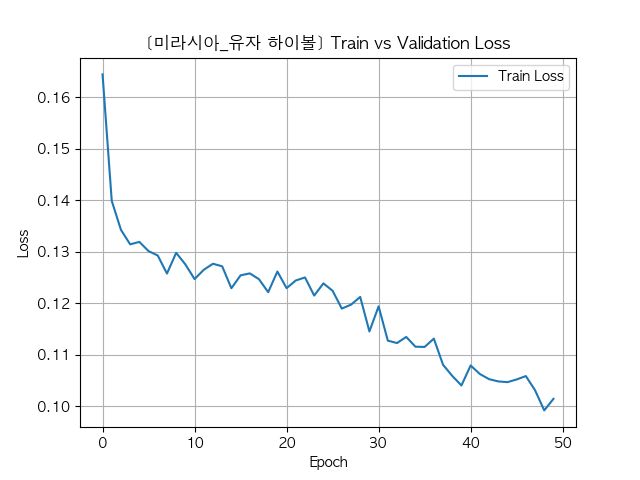 [미라시아_유자 하이볼] Train vs Validation Loss
Train Loss
Loss
0.16
0.15
0.14
0.13
0.12
0.11
0.10
0 10 20 30 40 50
Epoch